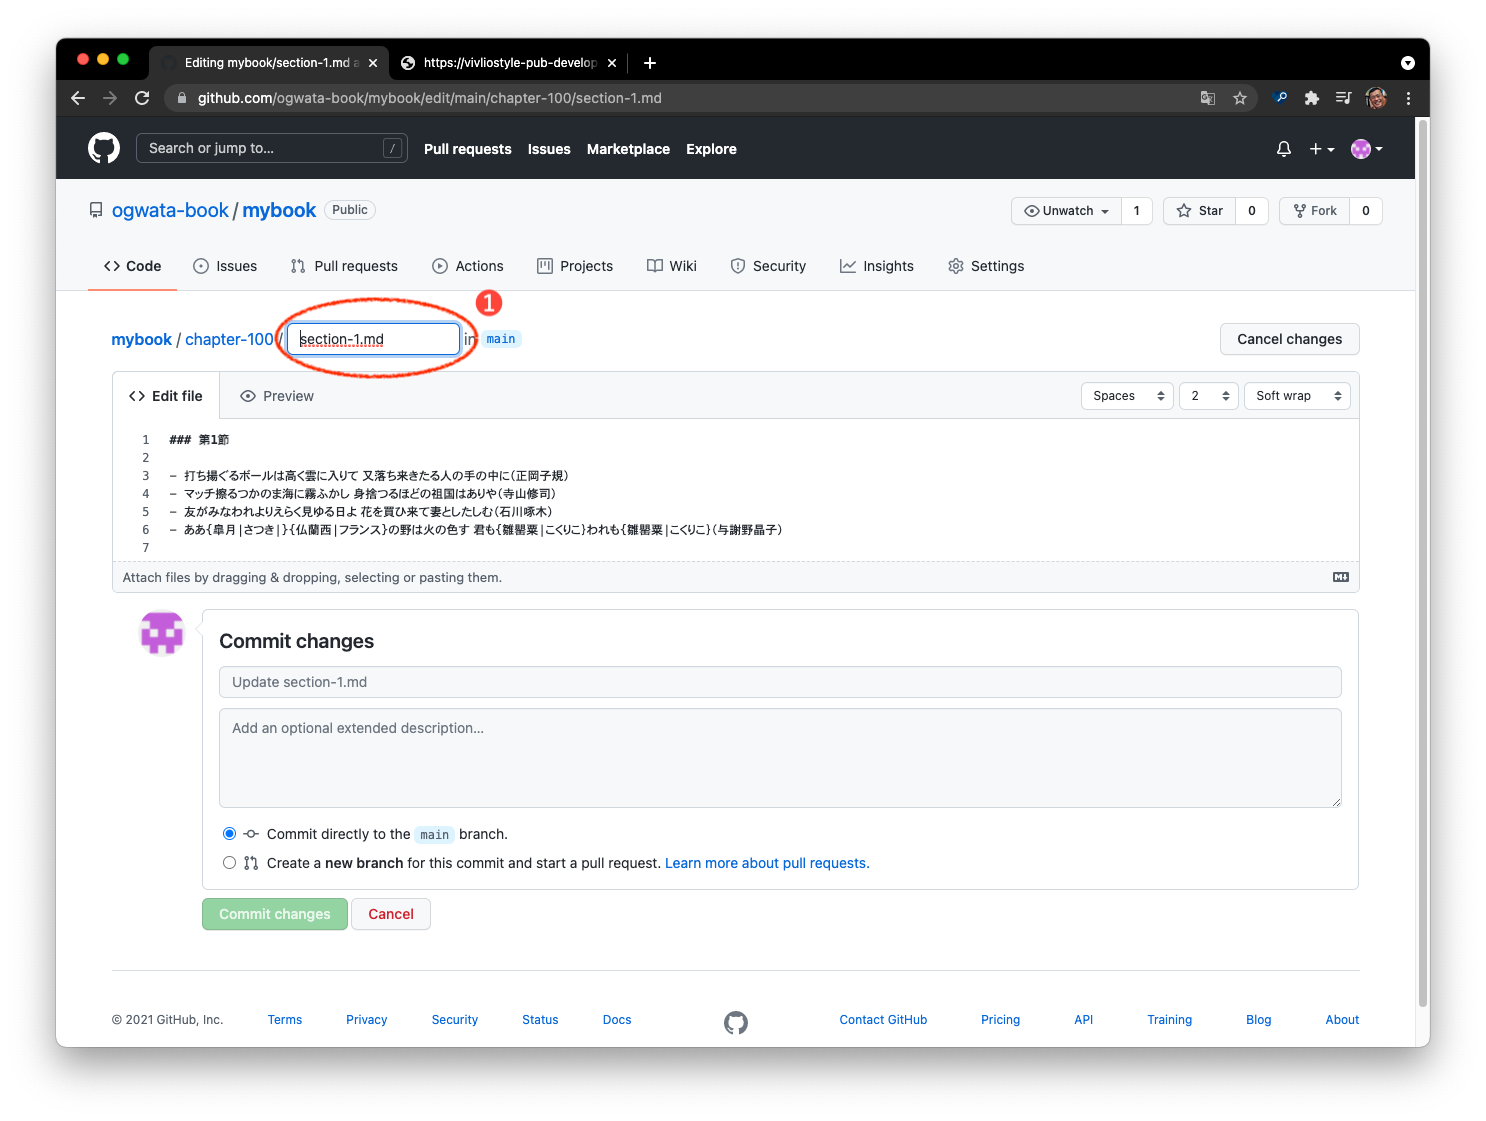 Editing mybook/section-1.md a
https://vivliostyle-pub-develop
github.com/ogwata-book/mybook/edit/main/chapter-100/section-1.md
Search or jump to...
/
Pull requests
Issues
Marketplace
Explore
ogwata-book / mybook
Public
Unwatch
1
Star
0
Fork
0
Code
Issues
Pull requests
Actions
Projects
Wiki
Security
Insights
Settings
1
mybook / chapter-100 / section-1.md in main
Cancel changes
Edit file
Preview
Spaces
2
Soft wrap
1 ### 第1節
2
3 - 打ち揚ぐるボールは高く雲に入りて 又落ち来きたる人の手の中に(正岡子規)
4 - マッチ擦るつかのま海に霧ふかし 身捨つるほどの祖国はありや(寺山修司)
5 - 友がみなわれよりえらく見ゆる日よ 花を買ひ来て妻としたしむ(石川啄木)
6 - ああ{皐月|さつき|}{仏蘭西|フランス}の野は火の色す 君も{雛罌粟|こくりこ}われも{雛罌粟|こくりこ}(与謝野晶子)
7
Attach files by dragging & dropping, selecting or pasting them.
Commit changes
Update section-1.md
Add an optional extended description...
Commit directly to the main branch.
Create a new branch for this commit and start a pull request. Learn more about pull requests.
Commit changes
Cancel
© 2021 GitHub, Inc.
Terms
Privacy
Security
Status
Docs
Contact GitHub
Pricing
API
Training
Blog
About